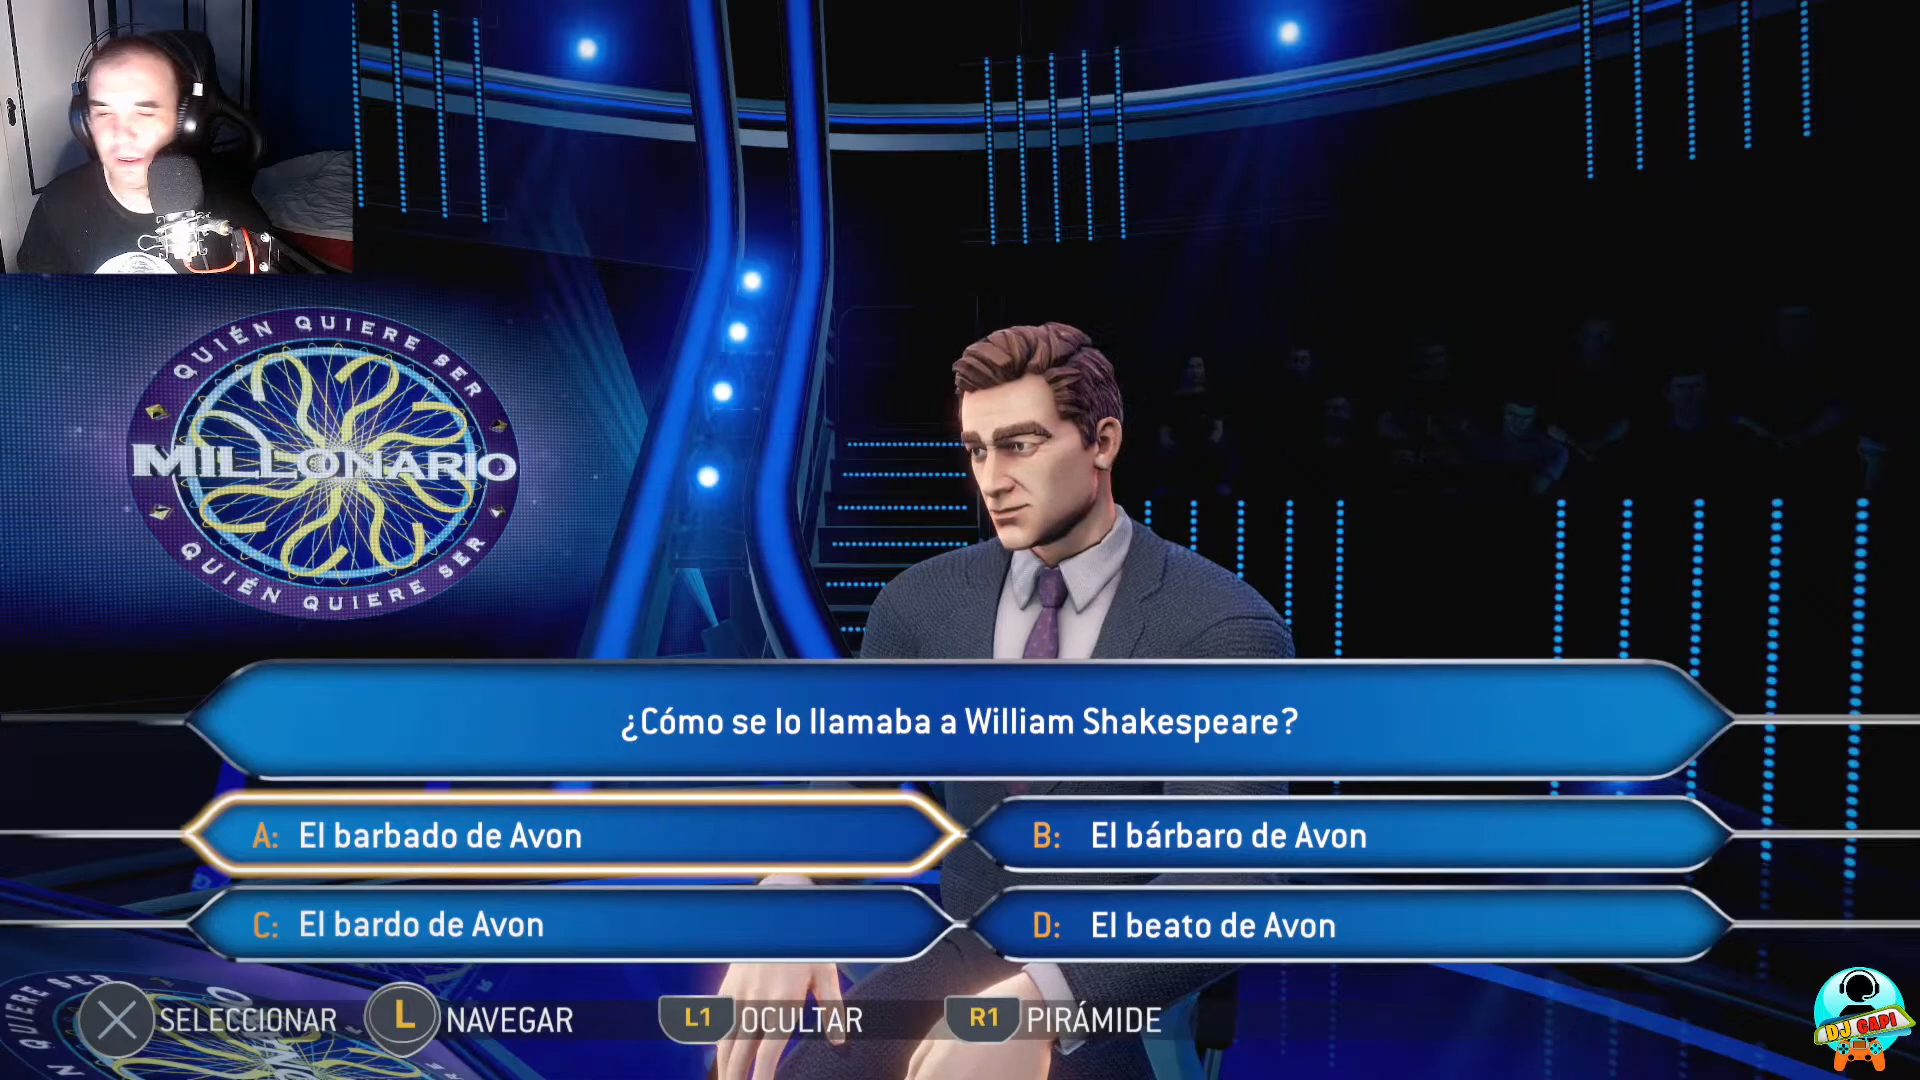 QUIÉN QUIERE SER
MILLONARIO
QUIÉN QUIERE SER
¿Cómo se lo llamaba a William Shakespeare?
A: El barbado de Avon
B: El bárbaro de Avon
C: El bardo de Avon
D: El beato de Avon
SELECCIONAR
L NAVEGAR
L1 OCULTAR
R1 PIRÁMIDE
DJ CAPI